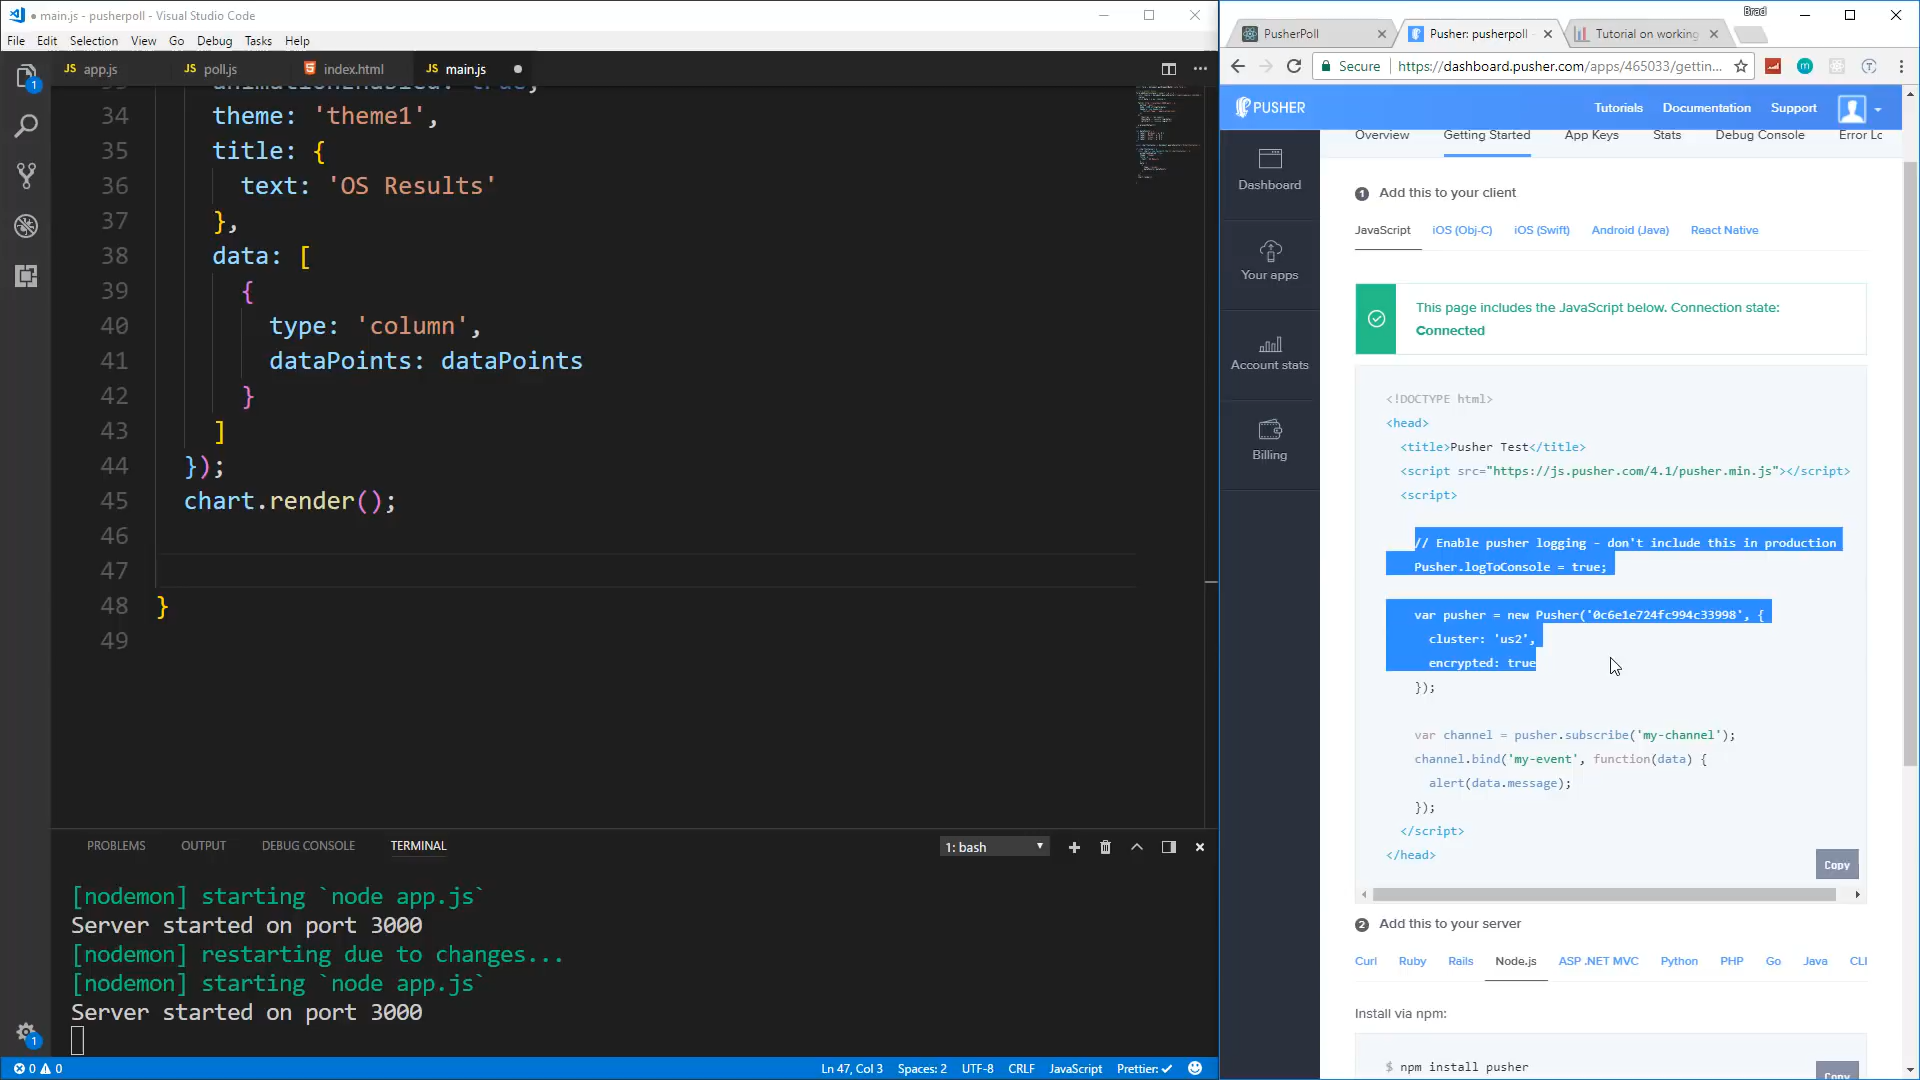 ● main.js - pusherpoll - Visual Studio Code
File Edit Selection View Go Debug Tasks Help
JS app.js
JS poll.js
index.html
JS main.js ●
34 theme: 'theme1',
35 title: {
36 text: 'OS Results'
37 },
38 data: [
39 {
40 type: 'column',
41 dataPoints: dataPoints
42 }
43 ]
44 });
45 chart.render();
46
47
48 }
49
PROBLEMS OUTPUT DEBUG CONSOLE TERMINAL
1: bash
[nodemon] starting `node app.js`
Server started on port 3000
[nodemon] restarting due to changes...
[nodemon] starting `node app.js`
Server started on port 3000
1
1
0 0
Ln 47, Col 3 Spaces: 2 UTF-8 CRLF JavaScript Prettier: ✓
Brad
PusherPoll
Pusher: pusherpoll
Tutorial on working
Secure https://dashboard.pusher.com/apps/465033/gettin...
PUSHER
Tutorials Documentation Support
Overview Getting Started App Keys Stats Debug Console Error Lo
Dashboard
Your apps
Account stats
Billing
1 Add this to your client
JavaScript iOS (Obj-C) iOS (Swift) Android (Java) React Native
This page includes the JavaScript below. Connection state:
Connected
<!DOCTYPE html>
<head>
<title>Pusher Test</title>
<script src="https://js.pusher.com/4.1/pusher.min.js"></script>
<script>
// Enable pusher logging - don't include this in production
Pusher.logToConsole = true;
var pusher = new Pusher('0c6e1e724fc994c33998', {
cluster: 'us2',
encrypted: true
});
var channel = pusher.subscribe('my-channel');
channel.bind('my-event', function(data) {
alert(data.message);
});
</script>
</head>
Copy
2 Add this to your server
Curl Ruby Rails Node.js ASP .NET MVC Python PHP Go Java CLI
Install via npm:
$ npm install pusher
Copy